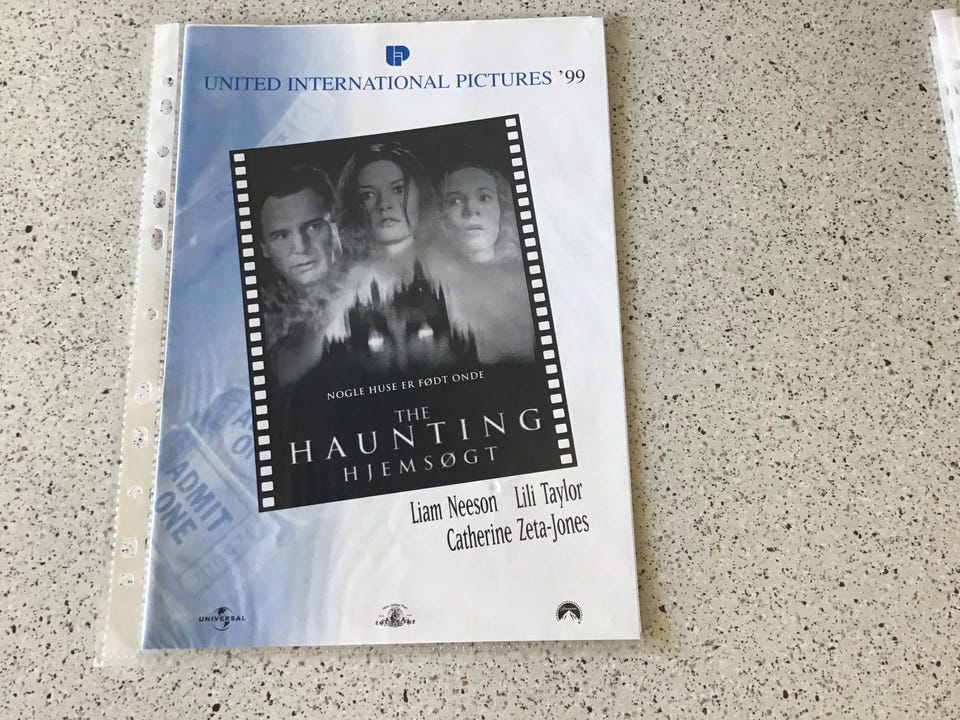 UIP
UNITED INTERNATIONAL PICTURES '99
NOGLE HUSE ER FØDT ONDE
THE
HAUNTING
HJEMSØGT
Liam Neeson Lili Taylor
Catherine Zeta-Jones
ADMIT
ONE
UNIVERSAL